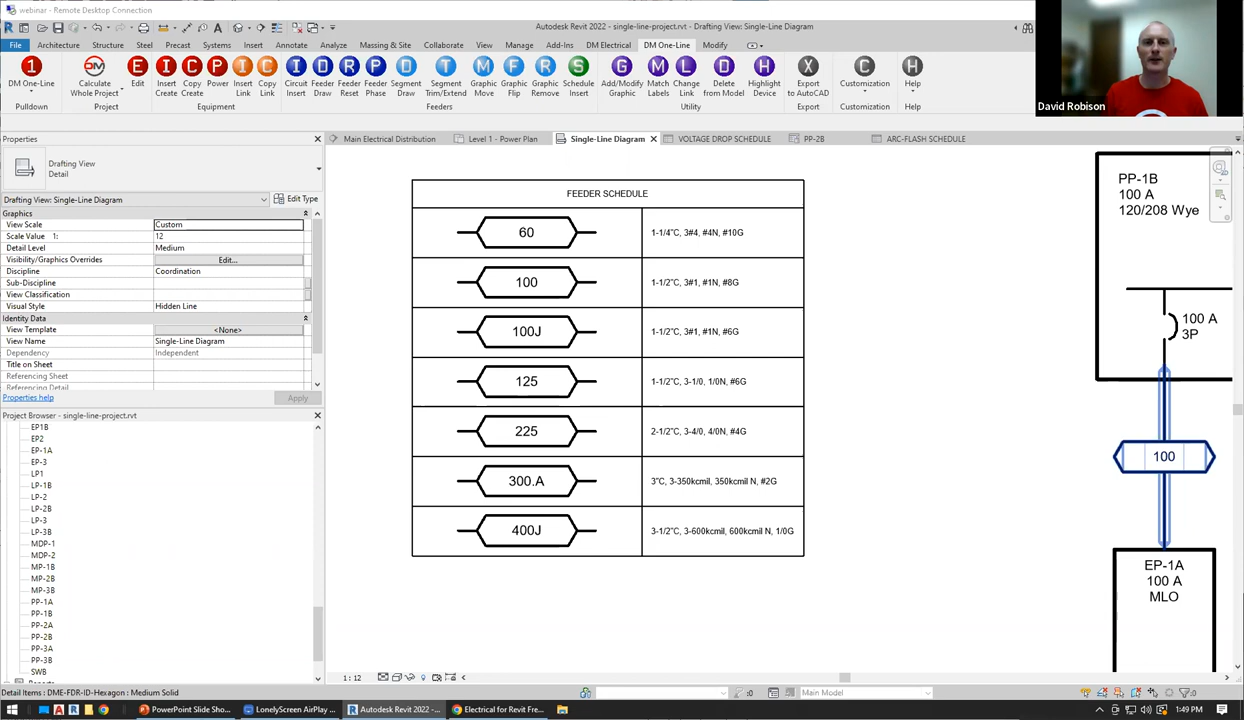 webinar - Remote Desktop Connection
Autodesk Revit 2022 - single-line-project.rvt - Drafting View: Single-Line Diagram
File Architecture Structure Steel Precast Systems Insert Annotate Analyze Massing & Site Collaborate View Manage Add-Ins DM Electrical DM One-Line Modify
1 DM E I C P I C I D R P D T M F R S G M L D H X C H
DM One-Line Calculate Whole Project Edit Insert Create Copy Create Power Insert Link Copy Link Circuit Insert Feeder Draw Feeder Reset Feeder Phase Segment Draw Segment Trim/Extend Graphic Move Graphic Flip Graphic Remove Schedule Insert Add/Modify Graphic Match Labels Change Link Delete from Model Highlight Device Export to AutoCAD Customization Help
Pulldown Project Equipment Feeders Utility Export Customization Help
David Robison
Properties
Main Electrical Distribution Level 1 - Power Plan Single-Line Diagram VOLTAGE DROP SCHEDULE PP-2B ARC-FLASH SCHEDULE
Drafting View
Detail
Drafting View: Single-Line Diagram Edit Type
Graphics
View Scale Custom
Scale Value 1: 12
Detail Level Medium
Visibility/Graphics Overrides Edit...
Discipline Coordination
Sub-Discipline
View Classification
Visual Style Hidden Line
Identity Data
View Template <None>
View Name Single-Line Diagram
Dependency Independent
Title on Sheet
Referencing Sheet
Referencing Detail
Properties help Apply
Project Browser - single-line-project.rvt
EP1B
EP2
EP-1A
EP-3
LP1
LP-1B
LP-2
LP-2B
LP-3
LP-3B
MDP-1
MDP-2
MP-1B
MP-2B
MP-3B
PP-1A
PP-1B
PP-2A
PP-2B
PP-3A
PP-3B
SWB
FEEDER SCHEDULE
60 1-1/4"C, 3#4, #4N, #10G
100 1-1/2"C, 3#1, #1N, #8G
100J 1-1/2"C, 3#1, #1N, #6G
125 1-1/2"C, 3-1/0, 1/0N, #6G
225 2-1/2"C, 3-4/0, 4/0N, #4G
300.A 3"C, 3-350kcmil, 350kcmil N, #2G
400J 3-1/2"C, 3-600kcmil, 600kcmil N, 1/0G
PP-1B
100 A
120/208 Wye
100 A
3P
100
EP-1A
100 A
MLO
1 : 12
Detail Items : DME-FDR-ID-Hexagon : Medium Solid :0 Main Model :0
PowerPoint Slide Sho... LonelyScreen AirPlay ... Autodesk Revit 2022 -... Electrical for Revit Fre... 1:49 PM